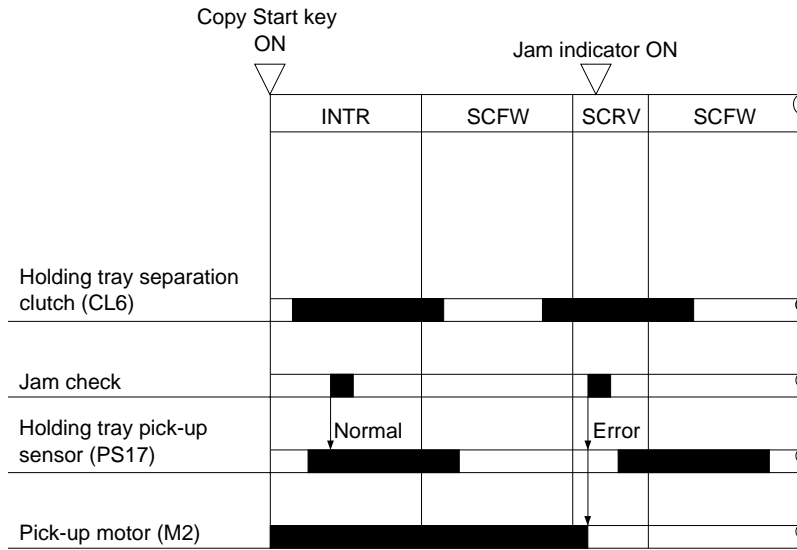 Copy Start key
ON
Jam indicator ON
INTR
SCFW
SCRV
SCFW
Holding tray separation
clutch (CL6)
Jam check
Normal
Error
Holding tray pick-up
sensor (PS17)
Pick-up motor (M2)